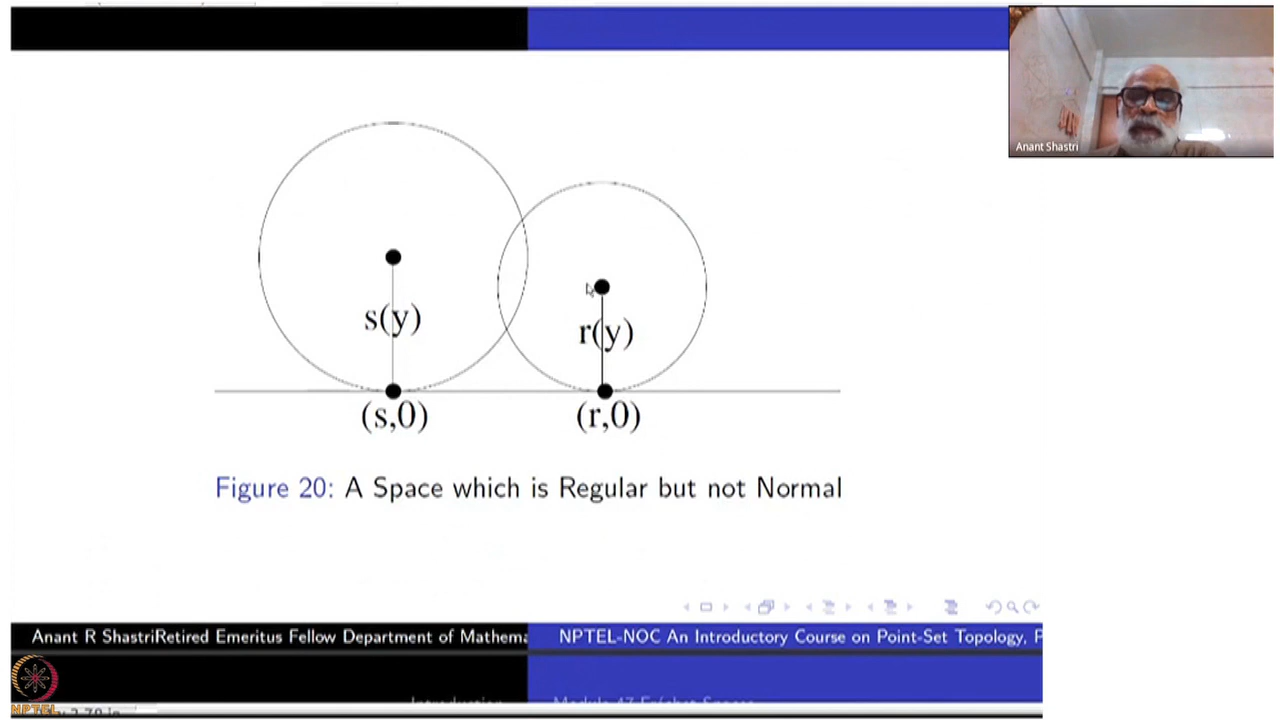 Anant Shastri
s(y)
r(y)
(s,0)
(r,0)
Figure 20: A Space which is Regular but not Normal
Anant R ShastriRetired Emeritus Fellow Department of Mathema
NPTEL-NOC An Introductory Course on Point-Set Topology, P
NPTEL